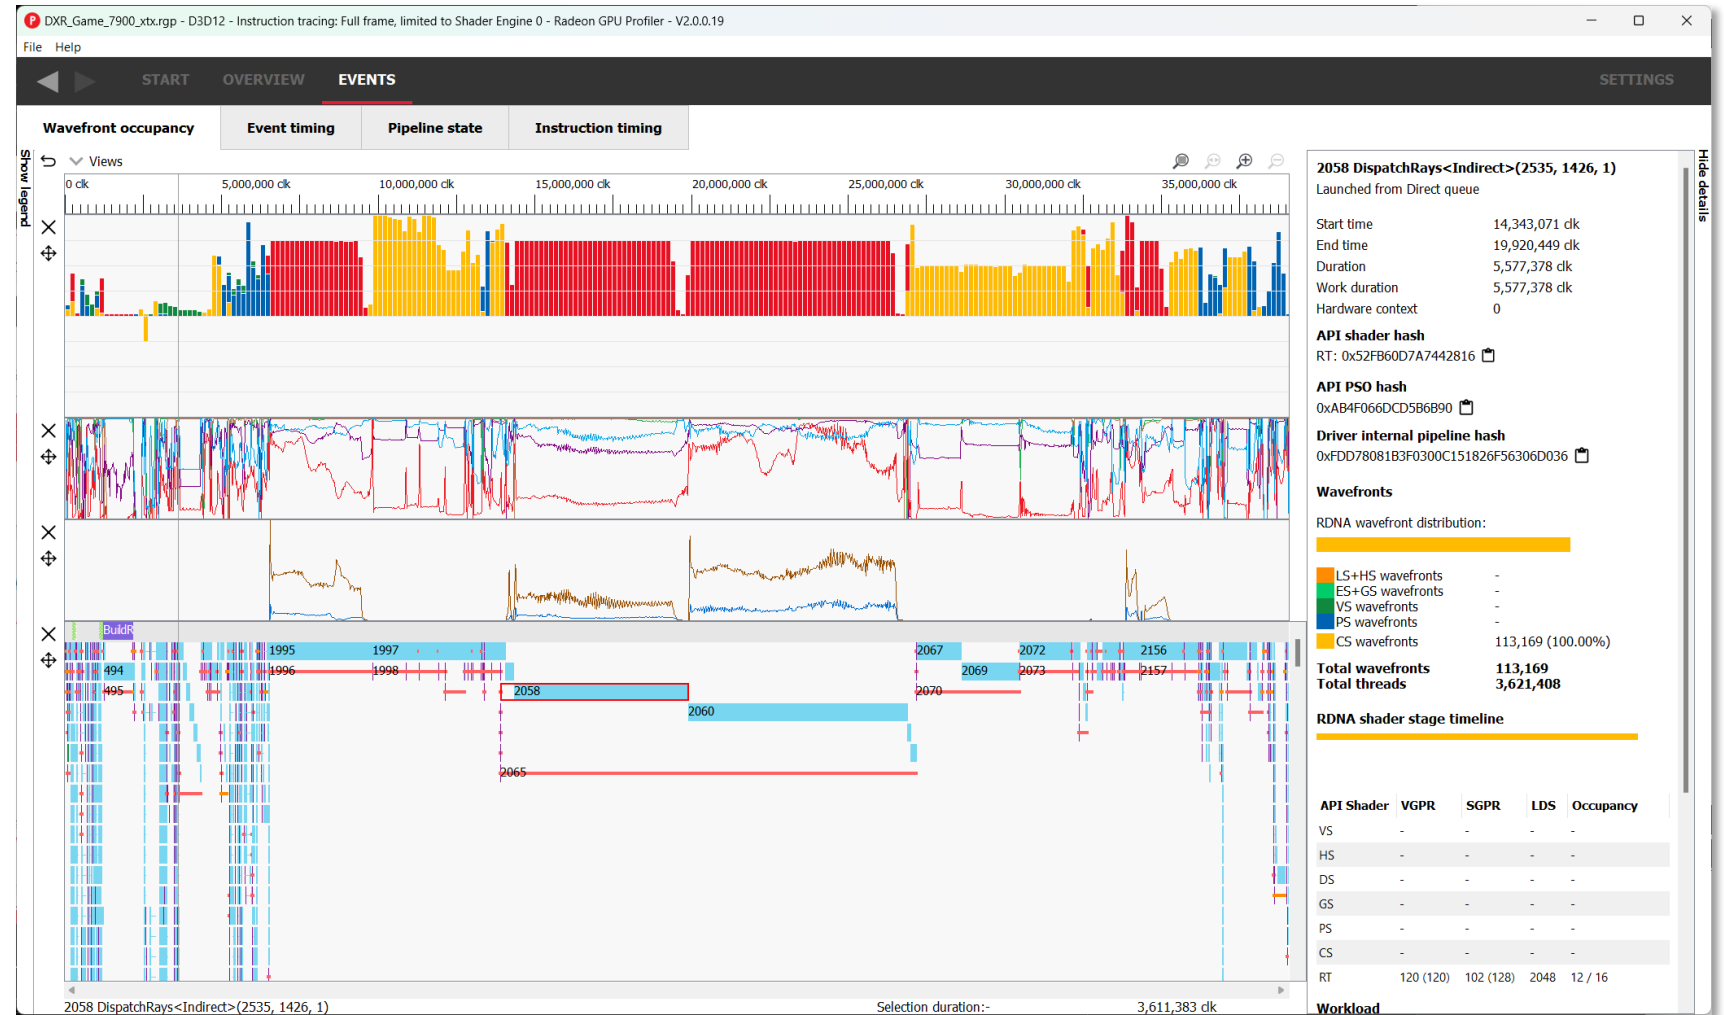 DXR_Game_7900_xtx.rgp - D3D12 - Instruction tracing: Full frame, limited to Shader Engine 0 - Radeon GPU Profiler - V2.0.0.19
File Help
START OVERVIEW EVENTS SETTINGS
Wavefront occupancy Event timing Pipeline state Instruction timing
Show legend
Views
0 clk 5,000,000 clk 10,000,000 clk 15,000,000 clk 20,000,000 clk 25,000,000 clk 30,000,000 clk 35,000,000 clk
BuildR
1995 1997 2067 2072 2156
494 1996 1998 2069 2073 2157
495 2058 2070
2060
2065
2058 DispatchRays<Indirect>(2535, 1426, 1) Selection duration:- 3,611,383 clk
Hide details
2058 DispatchRays<Indirect>(2535, 1426, 1)
Launched from Direct queue
Start time 14,343,071 clk
End time 19,920,449 clk
Duration 5,577,378 clk
Work duration 5,577,378 clk
Hardware context 0
API shader hash
RT: 0x52FB60D7A7442816
API PSO hash
0xAB4F066DCD5B6B90
Driver internal pipeline hash
0xFDD78081B3F0300C151826F56306D036
Wavefronts
RDNA wavefront distribution:
LS+HS wavefronts -
ES+GS wavefronts -
VS wavefronts -
PS wavefronts -
CS wavefronts 113,169 (100.00%)
Total wavefronts 113,169
Total threads 3,621,408
RDNA shader stage timeline
API Shader VGPR SGPR LDS Occupancy
VS - - - -
HS - - - -
DS - - - -
GS - - - -
PS - - - -
CS - - - -
RT 120 (120) 102 (128) 2048 12 / 16
Workload